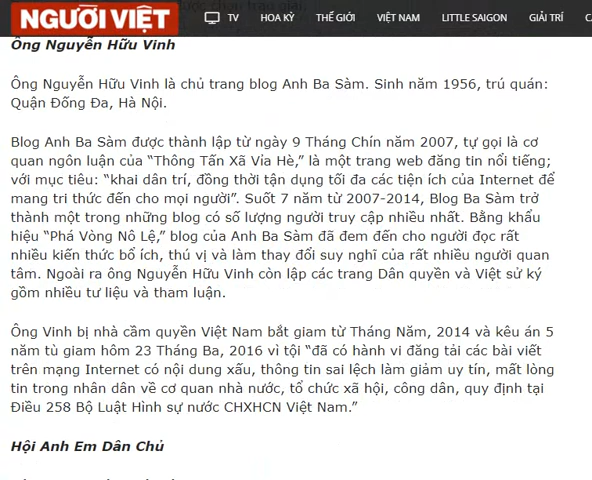 NGƯỜI VIỆT TV HOA KỲ THẾ GIỚI VIỆT NAM LITTLE SAIGON GIẢI TRÍ
Ông Nguyễn Hữu Vinh
Ông Nguyễn Hữu Vinh là chủ trang blog Anh Ba Sàm. Sinh năm 1956, trú quán:
Quận Đống Đa, Hà Nội.
Blog Anh Ba Sàm được thành lập từ ngày 9 Tháng Chín năm 2007, tự gọi là cơ
quan ngôn luận của “Thông Tấn Xã Vỉa Hè,” là một trang web đăng tin nổi tiếng;
với mục tiêu: “khai dân trí, đồng thời tận dụng tối đa các tiện ích của Internet để
mang tri thức đến cho mọi người”. Suốt 7 năm từ 2007-2014, Blog Ba Sàm trở
thành một trong những blog có số lượng người truy cập nhiều nhất. Bằng khẩu
hiệu “Phá Vòng Nô Lệ,” blog của Anh Ba Sàm đã đem đến cho người đọc rất
nhiều kiến thức bổ ích, thú vị và làm thay đổi suy nghĩ của rất nhiều người quan
tâm. Ngoài ra ông Nguyễn Hữu Vinh còn lập các trang Dân quyền và Việt sử ký
gồm nhiều tư liệu và tham luận.
Ông Vinh bị nhà cầm quyền Việt Nam bắt giam từ Tháng Năm, 2014 và kêu án 5
năm tù giam hôm 23 Tháng Ba, 2016 vì tội “đã có hành vi đăng tải các bài viết
trên mạng Internet có nội dung xấu, thông tin sai lệch làm giảm uy tín, mất lòng
tin trong nhân dân về cơ quan nhà nước, tổ chức xã hội, công dân, quy định tại
Điều 258 Bộ Luật Hình sự nước CHXHCN Việt Nam.”
Hội Anh Em Dân Chủ